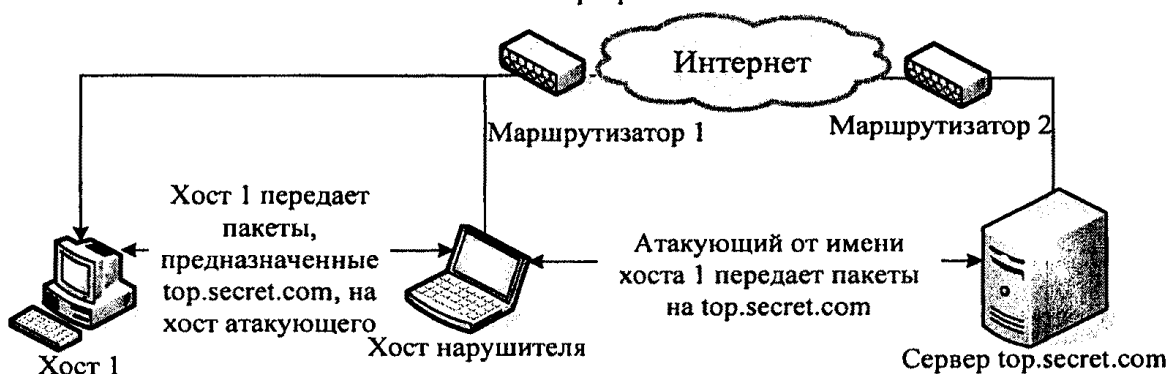 Интернет
Маршрутизатор 1
Маршрутизатор 2
Хост 1 передает
пакеты,
предназначенные
top.secret.com, на
хост атакующего
Атакующий от имени
хоста 1 передает пакеты
на top.secret.com
Хост 1
Хост нарушителя
Сервер top.secret.com